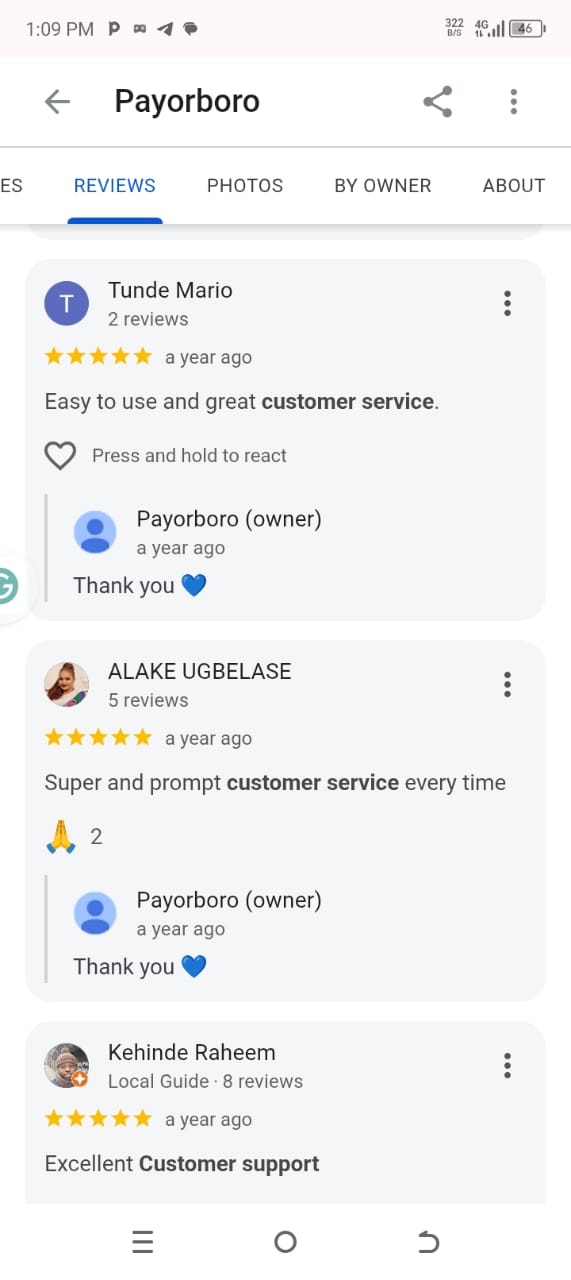 1:09 PM
322 B/S 4G 46
Payorboro
ES REVIEWS PHOTOS BY OWNER ABOUT
T
Tunde Mario
2 reviews
a year ago
Easy to use and great customer service.
Press and hold to react
Payorboro (owner)
a year ago
Thank you 💙
ALAKE UGBELASE
5 reviews
a year ago
Super and prompt customer service every time
🙏 2
Payorboro (owner)
a year ago
Thank you 💙
Kehinde Raheem
Local Guide · 8 reviews
a year ago
Excellent Customer support